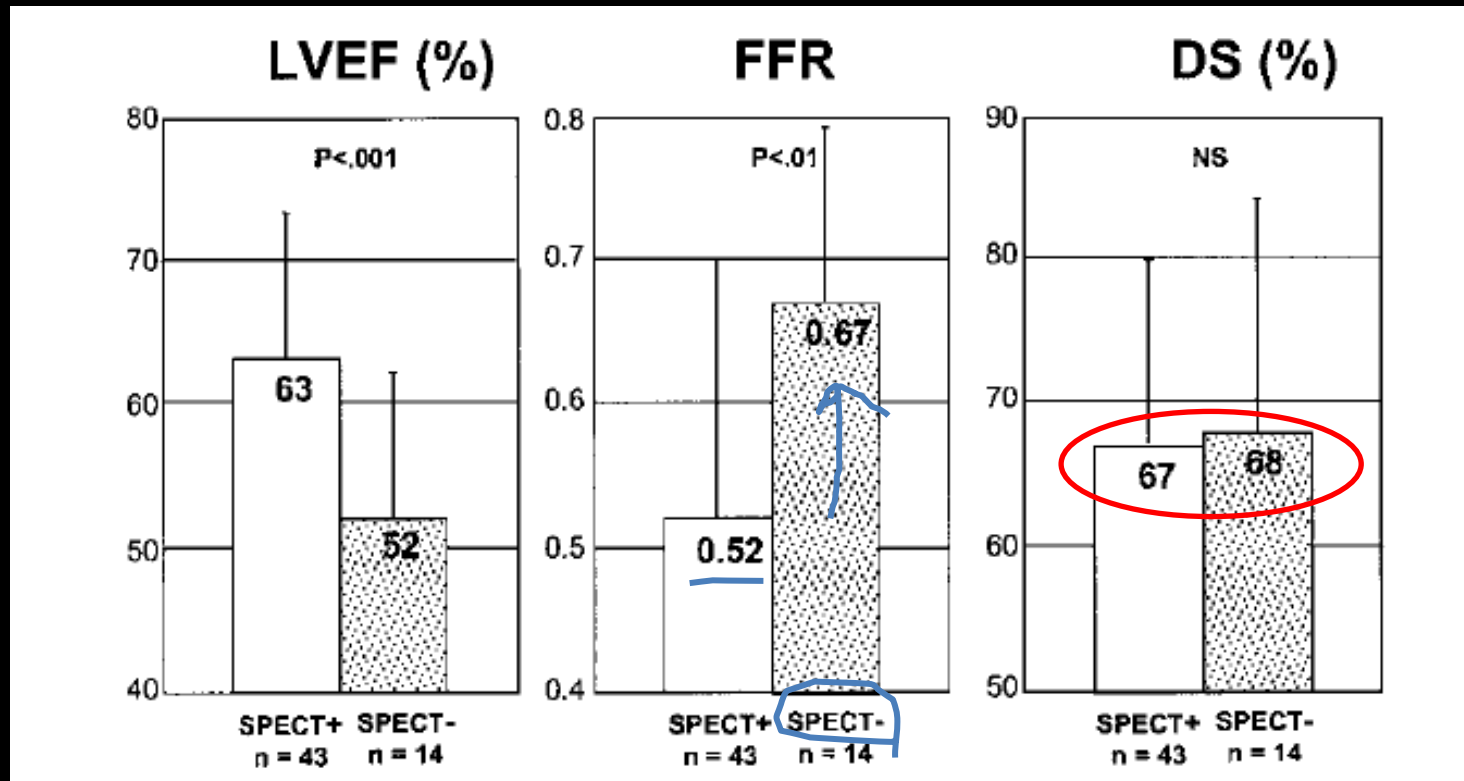 LVEF (%)
80
70
60
50
40
P<.001
63
52
SPECT+ SPECT-
n = 43 n = 14
FFR
0.8
0.7
0.6
0.5
0.4
P<.01
0.52
0.67
SPECT+ SPECT-
n = 43 n = 14
DS (%)
90
80
70
60
50
NS
67
68
SPECT+ SPECT-
n = 43 n = 14